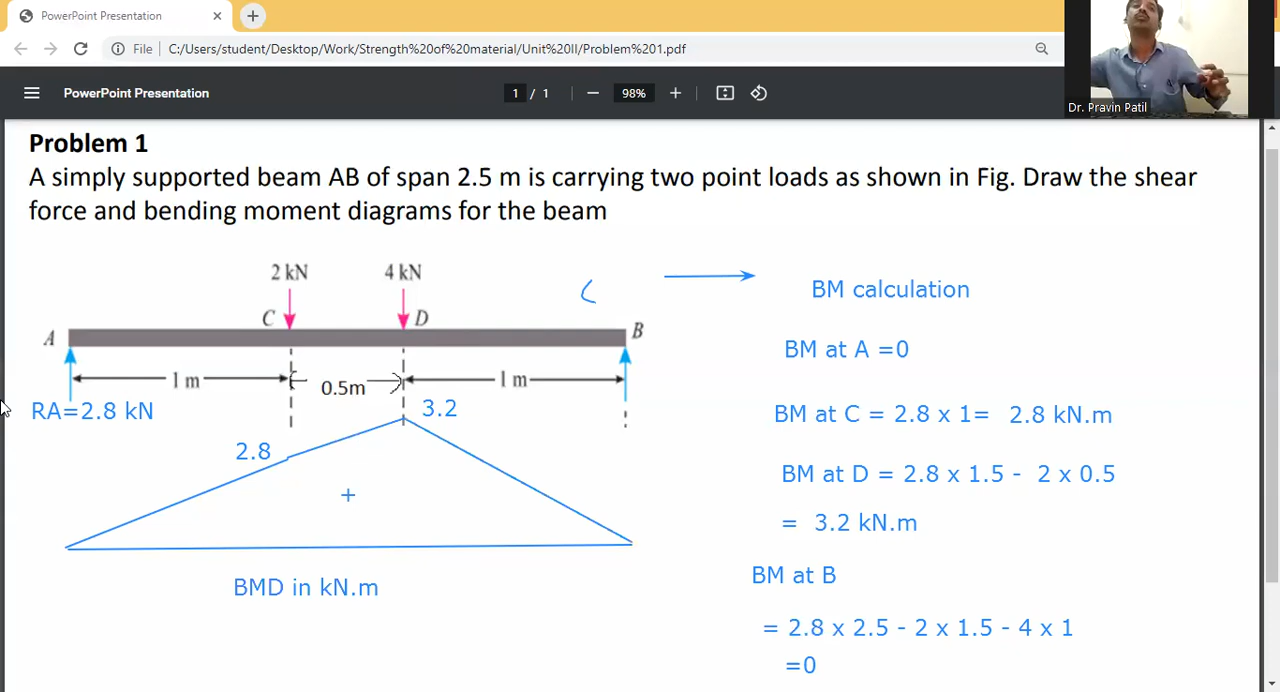 PowerPoint Presentation
File C:/Users/student/Desktop/Work/Strength%20of%20material/Unit%20II/Problem%201.pdf
PowerPoint Presentation
1 / 1
98%
Dr. Pravin Patil
Problem 1
A simply supported beam AB of span 2.5 m is carrying two point loads as shown in Fig. Draw the shear
force and bending moment diagrams for the beam
2 kN
4 kN
C
D
A
B
1 m
0.5m
1 m
RA=2.8 kN
3.2
2.8
+
BMD in kN.m
BM calculation
BM at A =0
BM at C = 2.8 x 1= 2.8 kN.m
BM at D = 2.8 x 1.5 - 2 x 0.5
= 3.2 kN.m
BM at B
= 2.8 x 2.5 - 2 x 1.5 - 4 x 1
=0